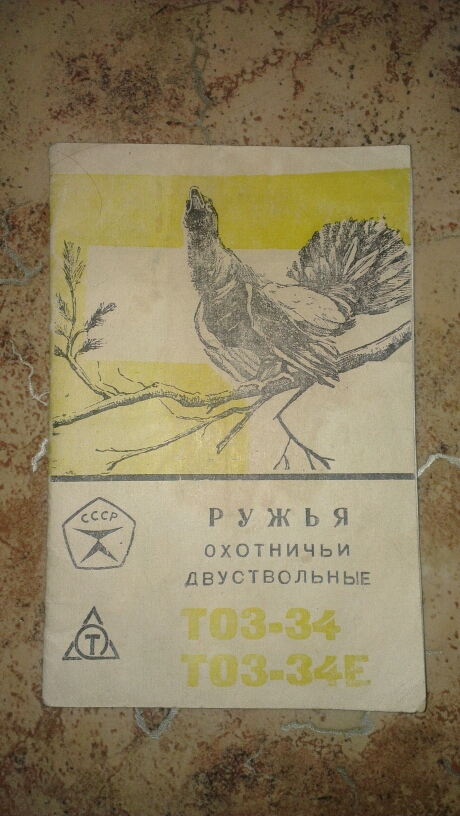 СССР
РУЖЬЯ
ОХОТНИЧЬИ
ДВУСТВОЛЬНЫЕ
Т
ТОЗ-34
ТОЗ-34Е